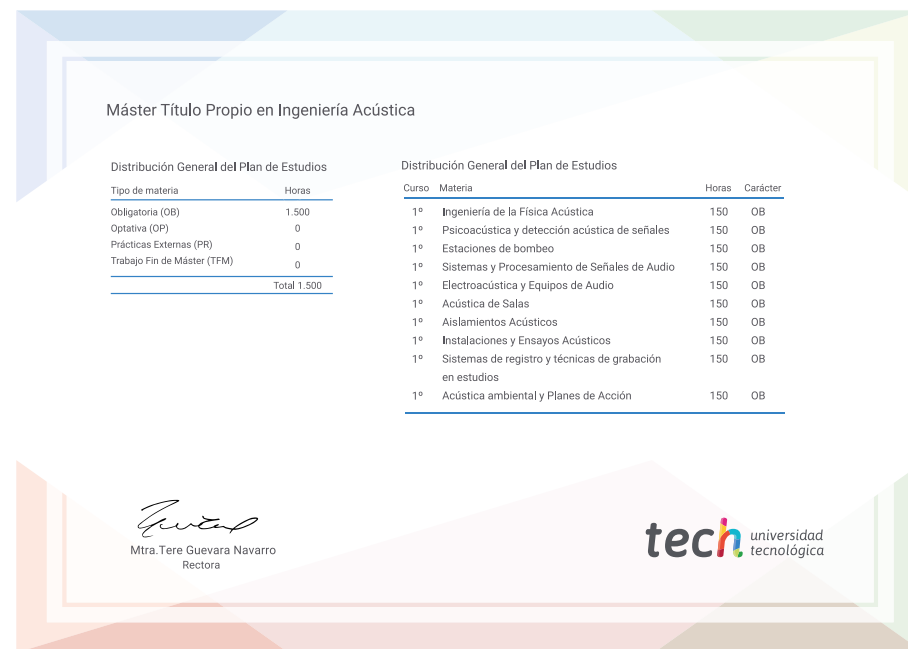 Máster Título Propio en Ingeniería Acústica
Distribución General del Plan de Estudios
Tipo de materia Horas
Obligatoria (OB) 1.500
Optativa (OP) 0
Prácticas Externas (PR) 0
Trabajo Fin de Máster (TFM) 0
Total 1.500
Distribución General del Plan de Estudios
Curso Materia Horas Carácter
1º Ingeniería de la Física Acústica 150 OB
1º Psicoacústica y detección acústica de señales 150 OB
1º Estaciones de bombeo 150 OB
1º Sistemas y Procesamiento de Señales de Audio 150 OB
1º Electroacústica y Equipos de Audio 150 OB
1º Acústica de Salas 150 OB
1º Aislamientos Acústicos 150 OB
1º Instalaciones y Ensayos Acústicos 150 OB
1º Sistemas de registro y técnicas de grabación 150 OB
en estudios
1º Acústica ambiental y Planes de Acción 150 OB
Mtra.Tere Guevara Navarro
Rectora
tech universidad
tecnológica